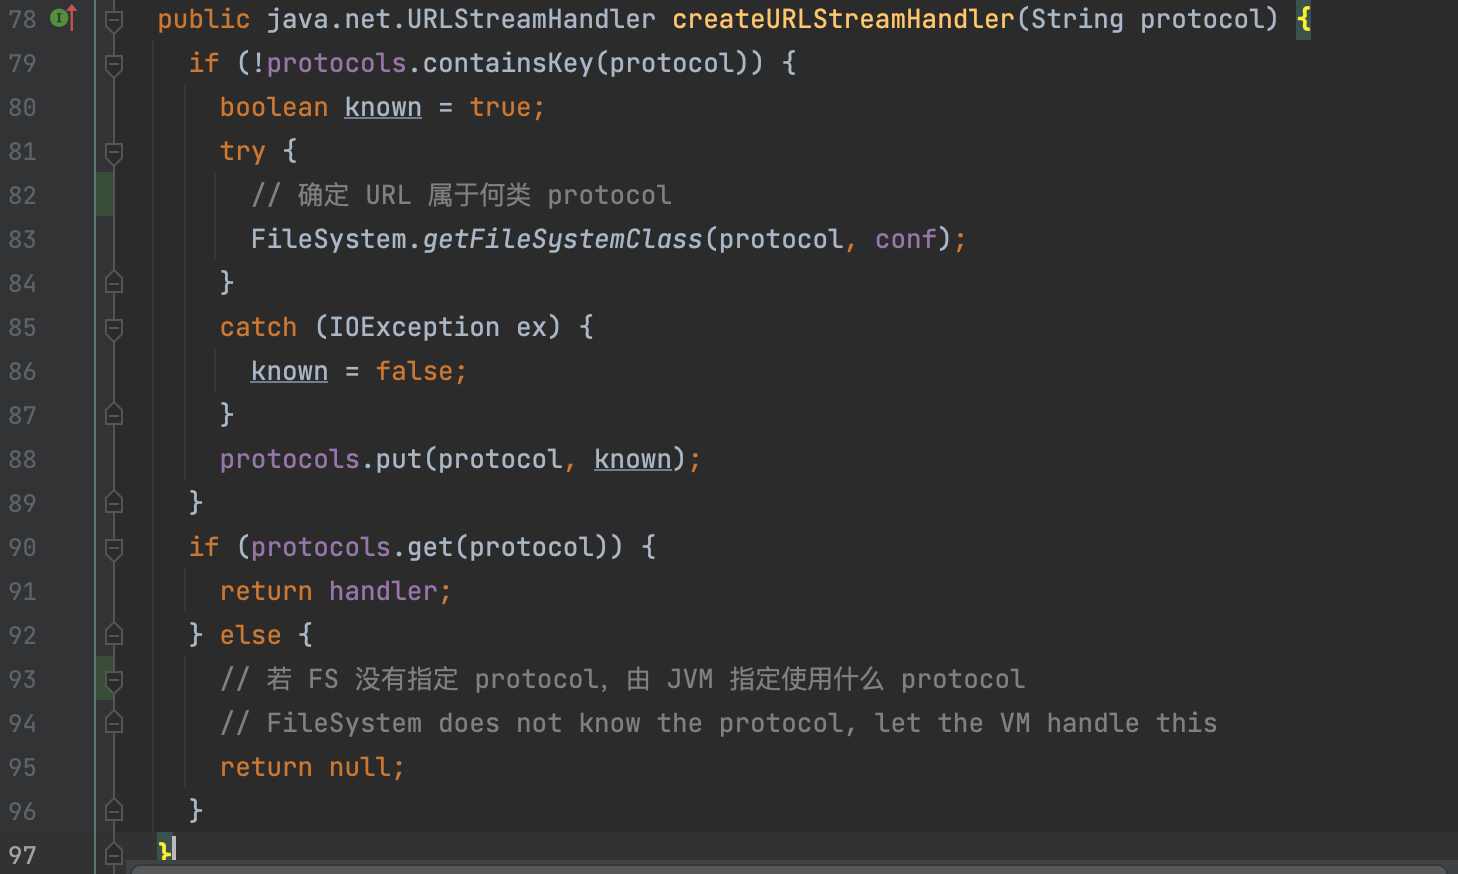 78 public java.net.URLStreamHandler createURLStreamHandler(String protocol) {
79 if (!protocols.containsKey(protocol)) {
80 boolean known = true;
81 try {
82 // 确定 URL 属于何类 protocol
83 FileSystem.getFileSystemClass(protocol, conf);
84 }
85 catch (IOException ex) {
86 known = false;
87 }
88 protocols.put(protocol, known);
89 }
90 if (protocols.get(protocol)) {
91 return handler;
92 } else {
93 // 若 FS 没有指定 protocol，由 JVM 指定使用什么 protocol
94 // FileSystem does not know the protocol, let the VM handle this
95 return null;
96 }
97 }